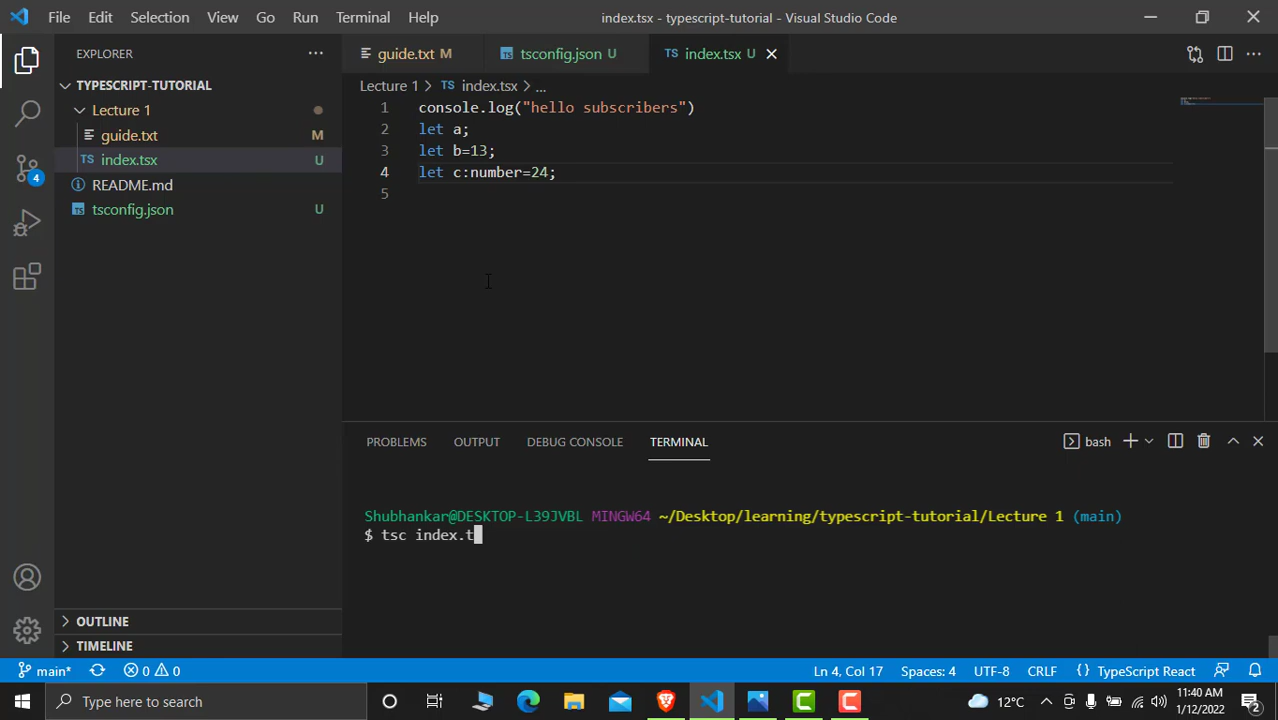 File Edit Selection View Go Run Terminal Help
index.tsx - typescript-tutorial - Visual Studio Code
EXPLORER
TYPESCRIPT-TUTORIAL
Lecture 1
guide.txt M
TS index.tsx U
README.md
TS tsconfig.json U
OUTLINE
TIMELINE
guide.txt M
TS tsconfig.json U
TS index.tsx U
Lecture 1 > TS index.tsx > ...
1 console.log("hello subscribers")
2 let a;
3 let b=13;
4 let c:number=24;
5
PROBLEMS OUTPUT DEBUG CONSOLE TERMINAL
bash
Shubhankar@DESKTOP-L39JVBL MINGW64 ~/Desktop/learning/typescript-tutorial/Lecture 1 (main)
$ tsc index.t
4
main* 0 0
Ln 4, Col 17 Spaces: 4 UTF-8 CRLF { } TypeScript React
Type here to search
12°C
11:40 AM
1/12/2022
2